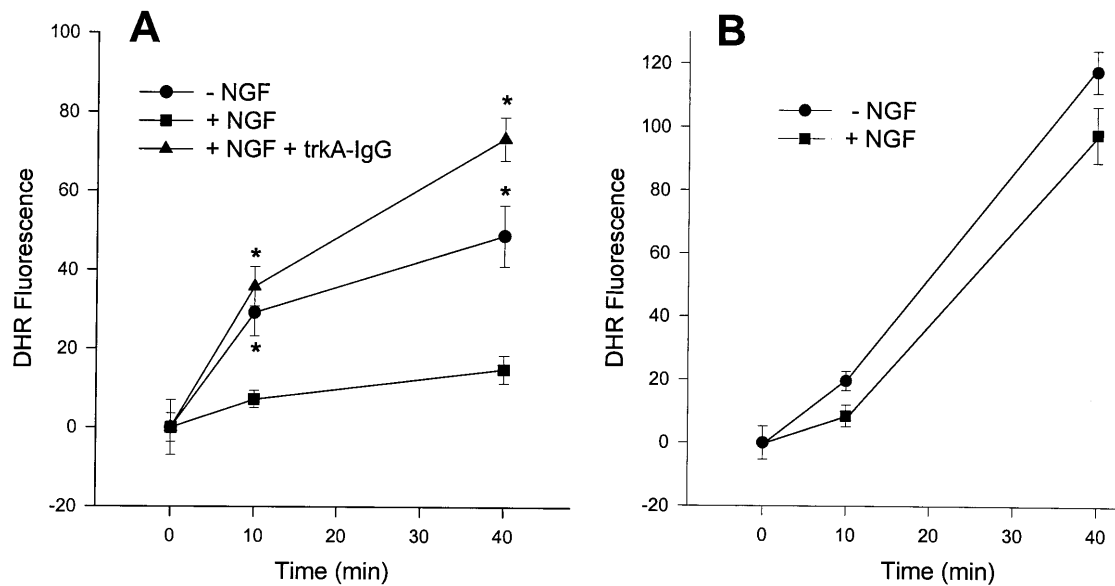 A
100
80
60
40
20
0
-20
DHR Fluorescence
- NGF
+ NGF
+ NGF + trkA-IgG
*
*
*
*
0 10 20 30 40
Time (min)
B
120
100
80
60
40
20
0
-20
DHR Fluorescence
- NGF
+ NGF
0 10 20 30 40
Time (min)